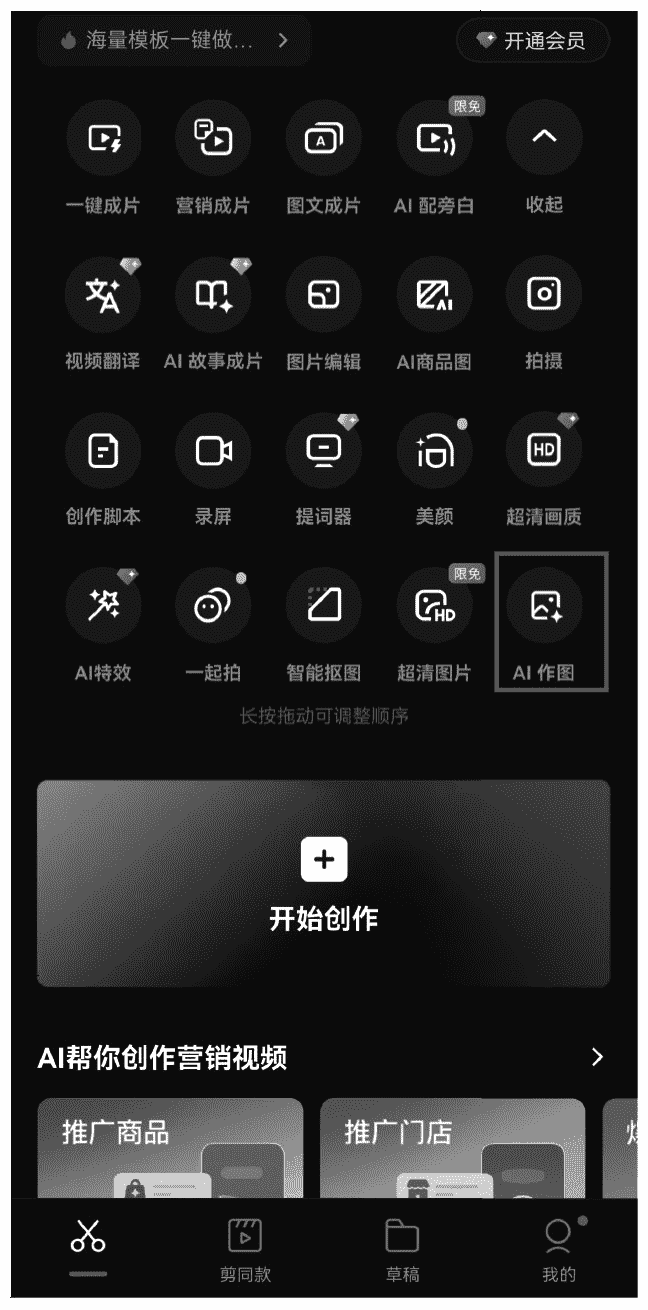 海量模板一键做... 开通会员
限免
一键成片 营销成片 图文成片 AI 配旁白 收起
视频翻译 AI 故事成片 图片编辑 AI商品图 拍摄
创作脚本 录屏 提词器 美颜 超清画质
限免
AI特效 一起拍 智能抠图 超清图片 AI 作图
长按拖动可调整顺序
开始创作
AI帮你创作营销视频
推广商品 推广门店
剪同款 草稿 我的